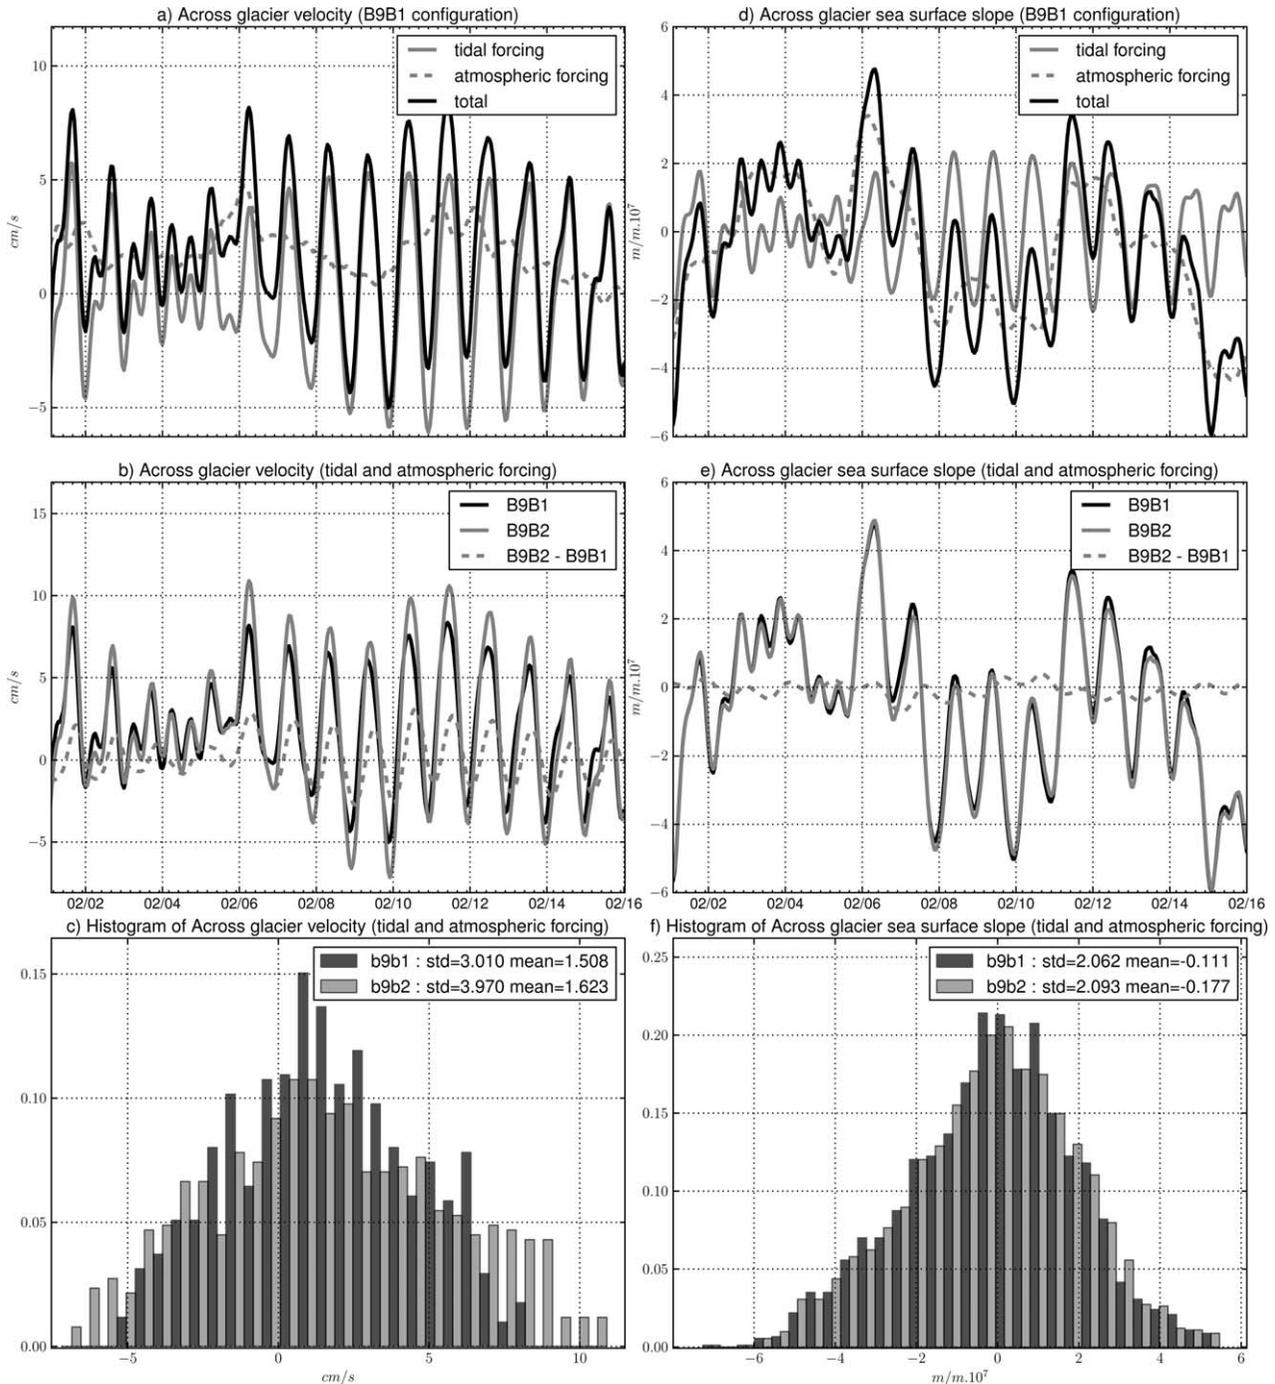 a) Across glacier velocity (B9B1 configuration)
tidal forcing
atmospheric forcing
total
10
5
0
−5
cm/s
d) Across glacier sea surface slope (B9B1 configuration)
tidal forcing
atmospheric forcing
total
6
4
2
0
−2
−4
−6
m/m.10⁷
b) Across glacier velocity (tidal and atmospheric forcing)
B9B1
B9B2
B9B2 - B9B1
15
10
5
0
−5
cm/s
02/02 02/04 02/06 02/08 02/10 02/12 02/14 02/16
e) Across glacier sea surface slope (tidal and atmospheric forcing)
B9B1
B9B2
B9B2 - B9B1
6
4
2
0
−2
−4
−6
m/m.10⁷
02/02 02/04 02/06 02/08 02/10 02/12 02/14 02/16
c) Histogram of Across glacier velocity (tidal and atmospheric forcing)
b9b1 : std=3.010 mean=1.508
b9b2 : std=3.970 mean=1.623
0.15
0.10
0.05
0.00
−5 0 5 10
cm/s
f) Histogram of Across glacier sea surface slope (tidal and atmospheric forcing)
b9b1 : std=2.062 mean=-0.111
b9b2 : std=2.093 mean=-0.177
0.25
0.20
0.15
0.10
0.05
0.00
−6 −4 −2 0 2 4 6
m/m.10⁷